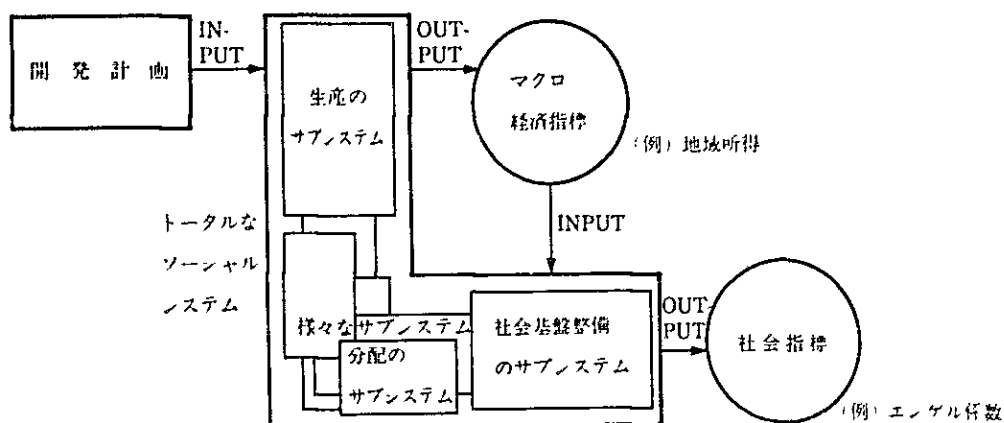 開発計画
IN-
PUT
生産の
サブシステム
OUT-
PUT
マクロ
経済指標
(例) 地域所得
INPUT
トータルな
ソーシャル
システム
様々なサブシステム
分配の
サブシステム
社会基盤整備
のサブシステム
OUT-
PUT
社会指標
(例) エンゲル係数